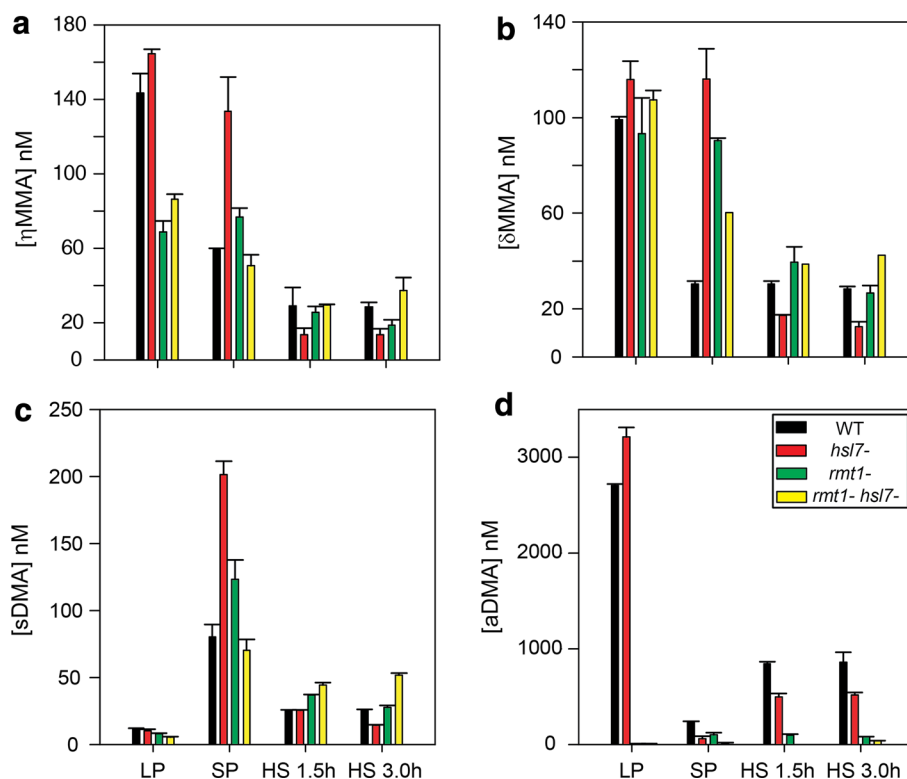 a
[ηMMA] nM
180
140
100
60
20
0
b
[δMMA] nM
140
100
60
20
0
c
[sDMA] nM
250
200
150
100
50
0
LP SP HS 1.5h HS 3.0h
d
[aDMA] nM
3000
2000
1000
0
WT
hsl7-
rmt1-
rmt1- hsl7-
LP SP HS 1.5h HS 3.0h